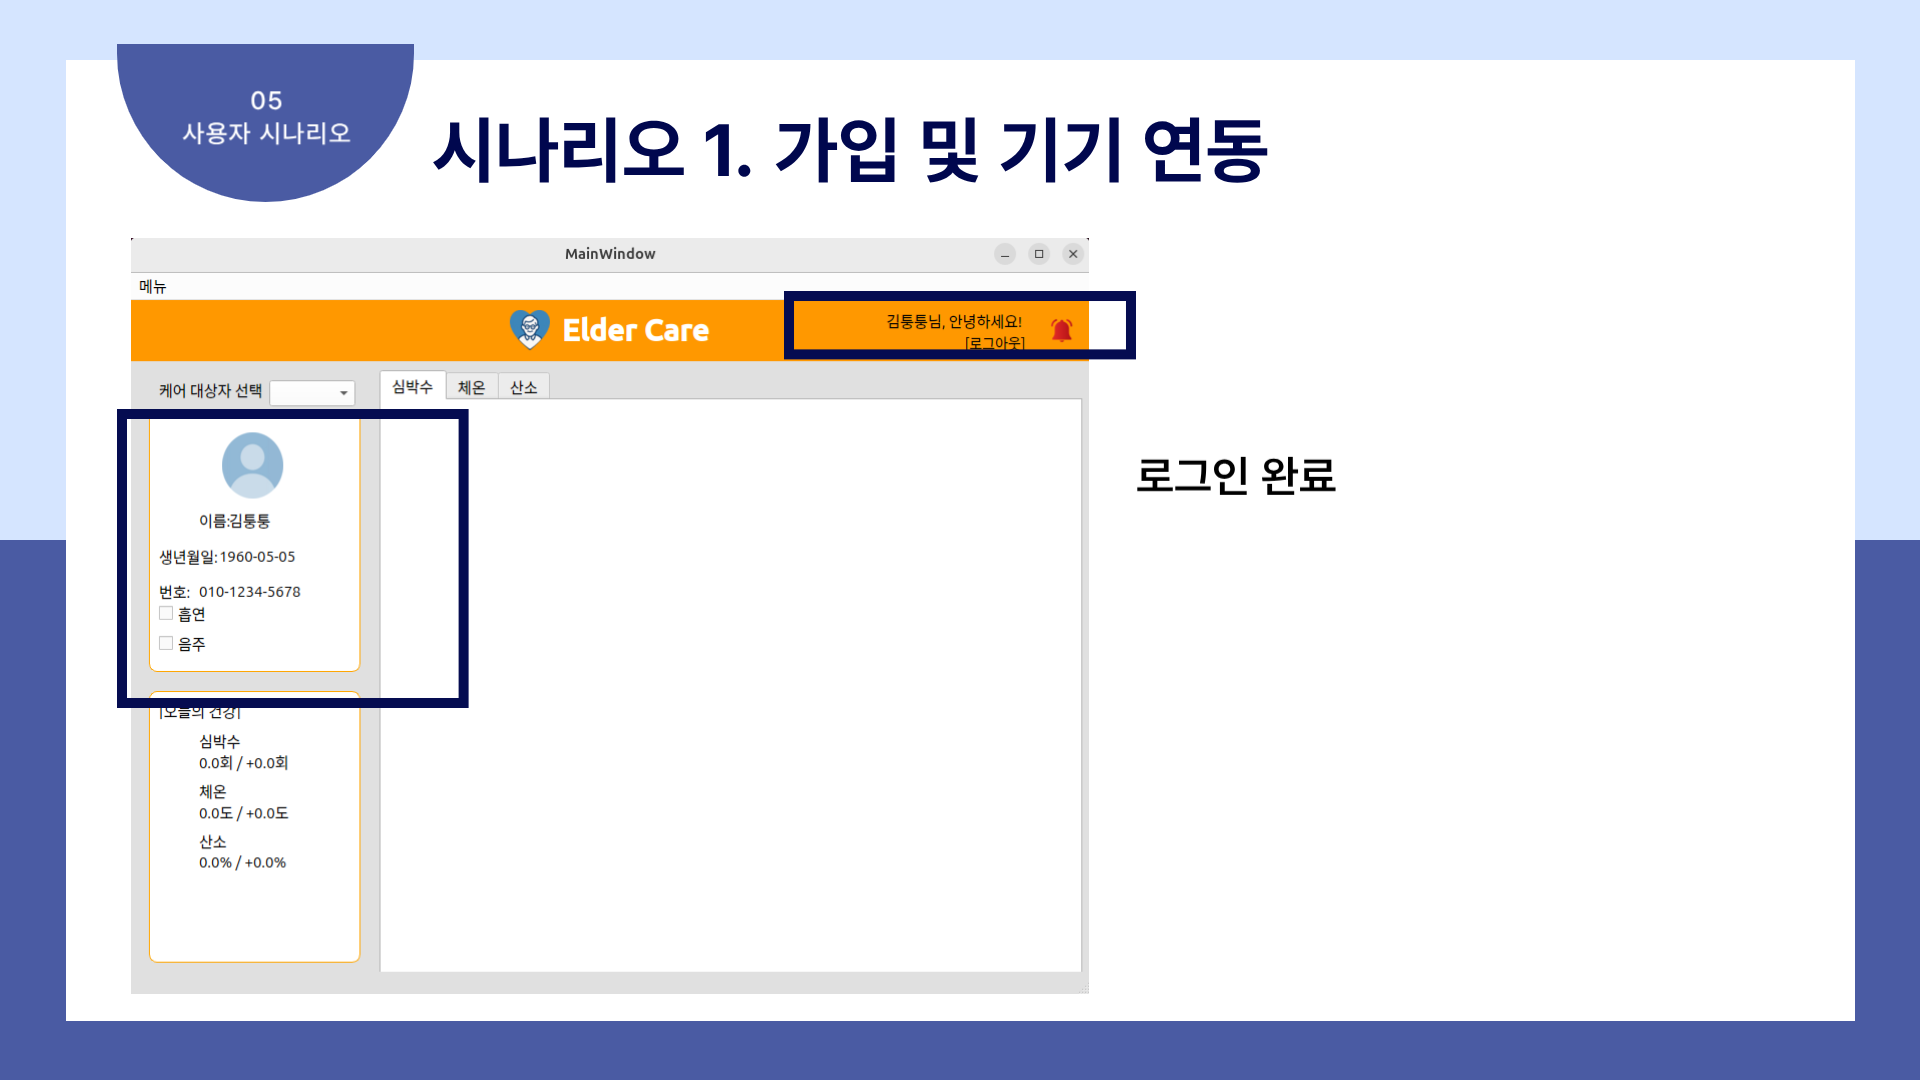 05
사용자 시나리오
시나리오 1. 가입 및 기기 연동
MainWindow
메뉴
Elder Care
김퉁퉁님, 안녕하세요!
[로그아웃]
케어 대상자 선택
심박수 체온 산소
이름:김퉁퉁
생년월일: 1960-05-05
번호: 010-1234-5678
흡연
음주
로그인 완료
[오늘의 건강]
심박수
0.0회 / +0.0회
체온
0.0도 / +0.0도
산소
0.0% / +0.0%